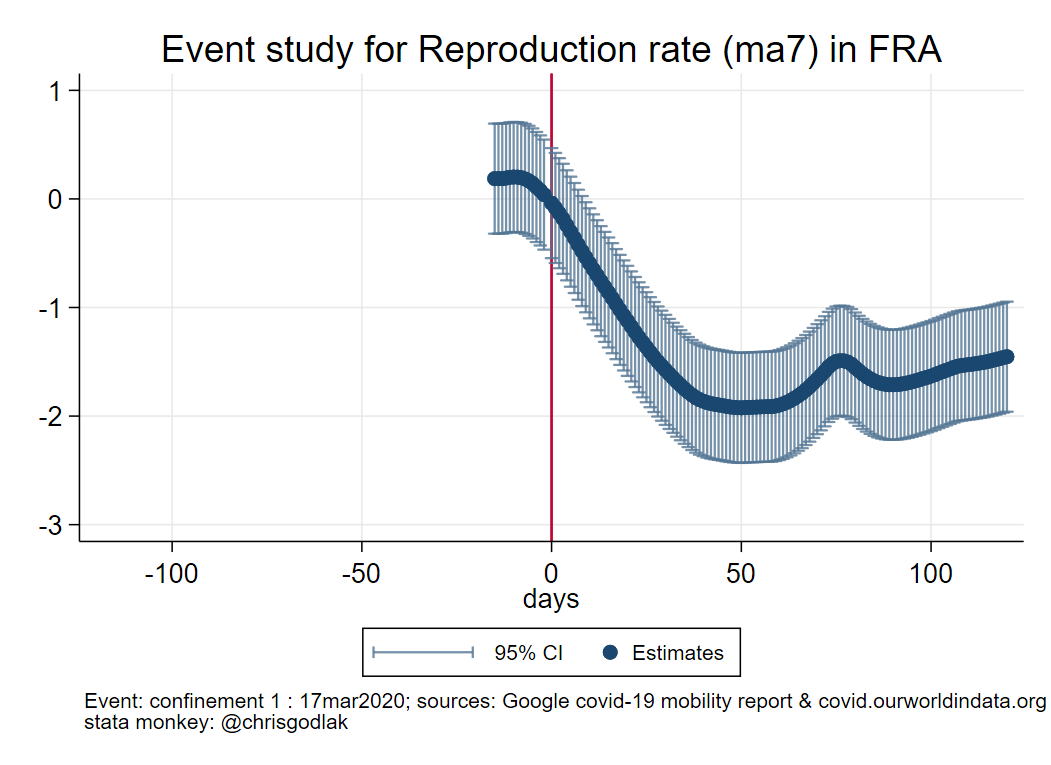 Event study for Reproduction rate (ma7) in FRA
1
0
-1
-2
-3
-100 -50 0 50 100
days
95% CI Estimates
Event: confinement 1 : 17mar2020; sources: Google covid-19 mobility report & covid.ourworldindata.org
stata monkey: @chrisgodlak